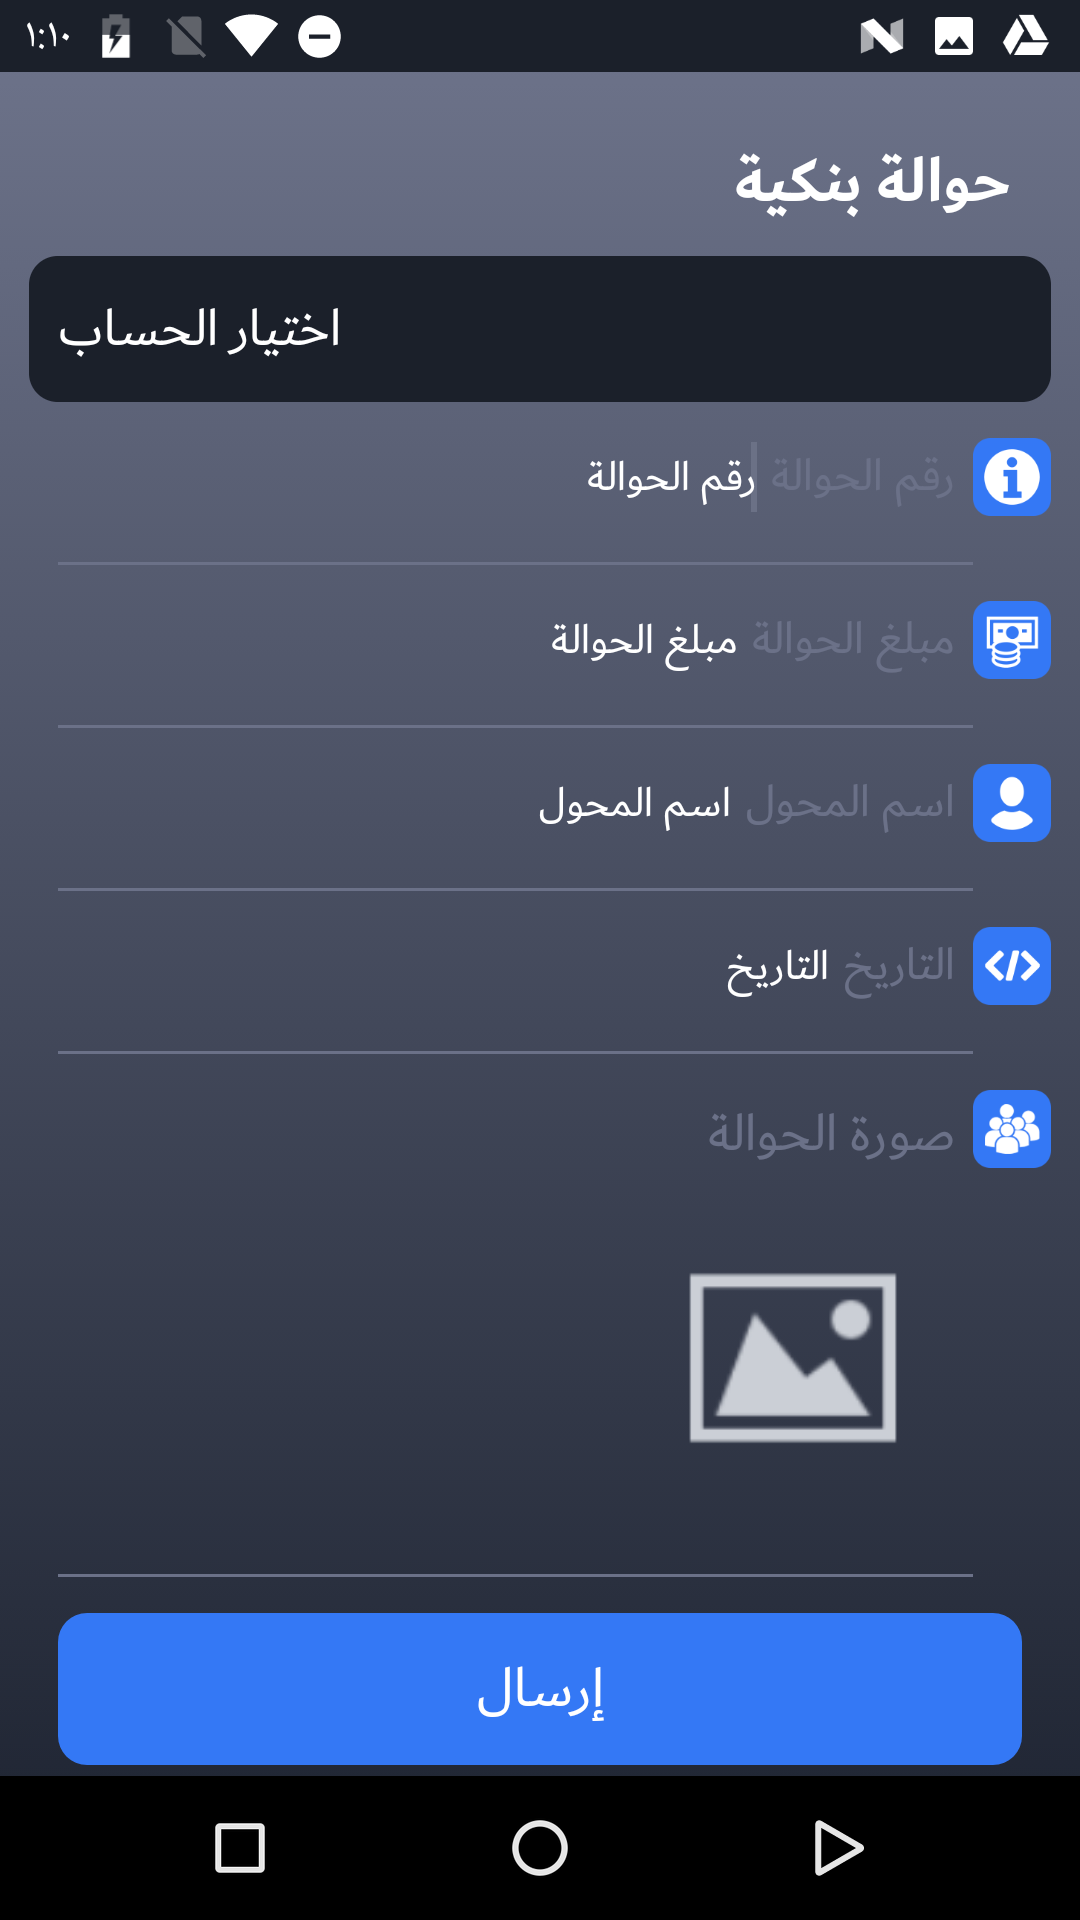 ١:١٠
حوالة بنكية
اختيار الحساب
رقم الحوالة رقم الحوالة
مبلغ الحوالة مبلغ الحوالة
اسم المحول اسم المحول
التاريخ التاريخ
صورة الحوالة
إرسال